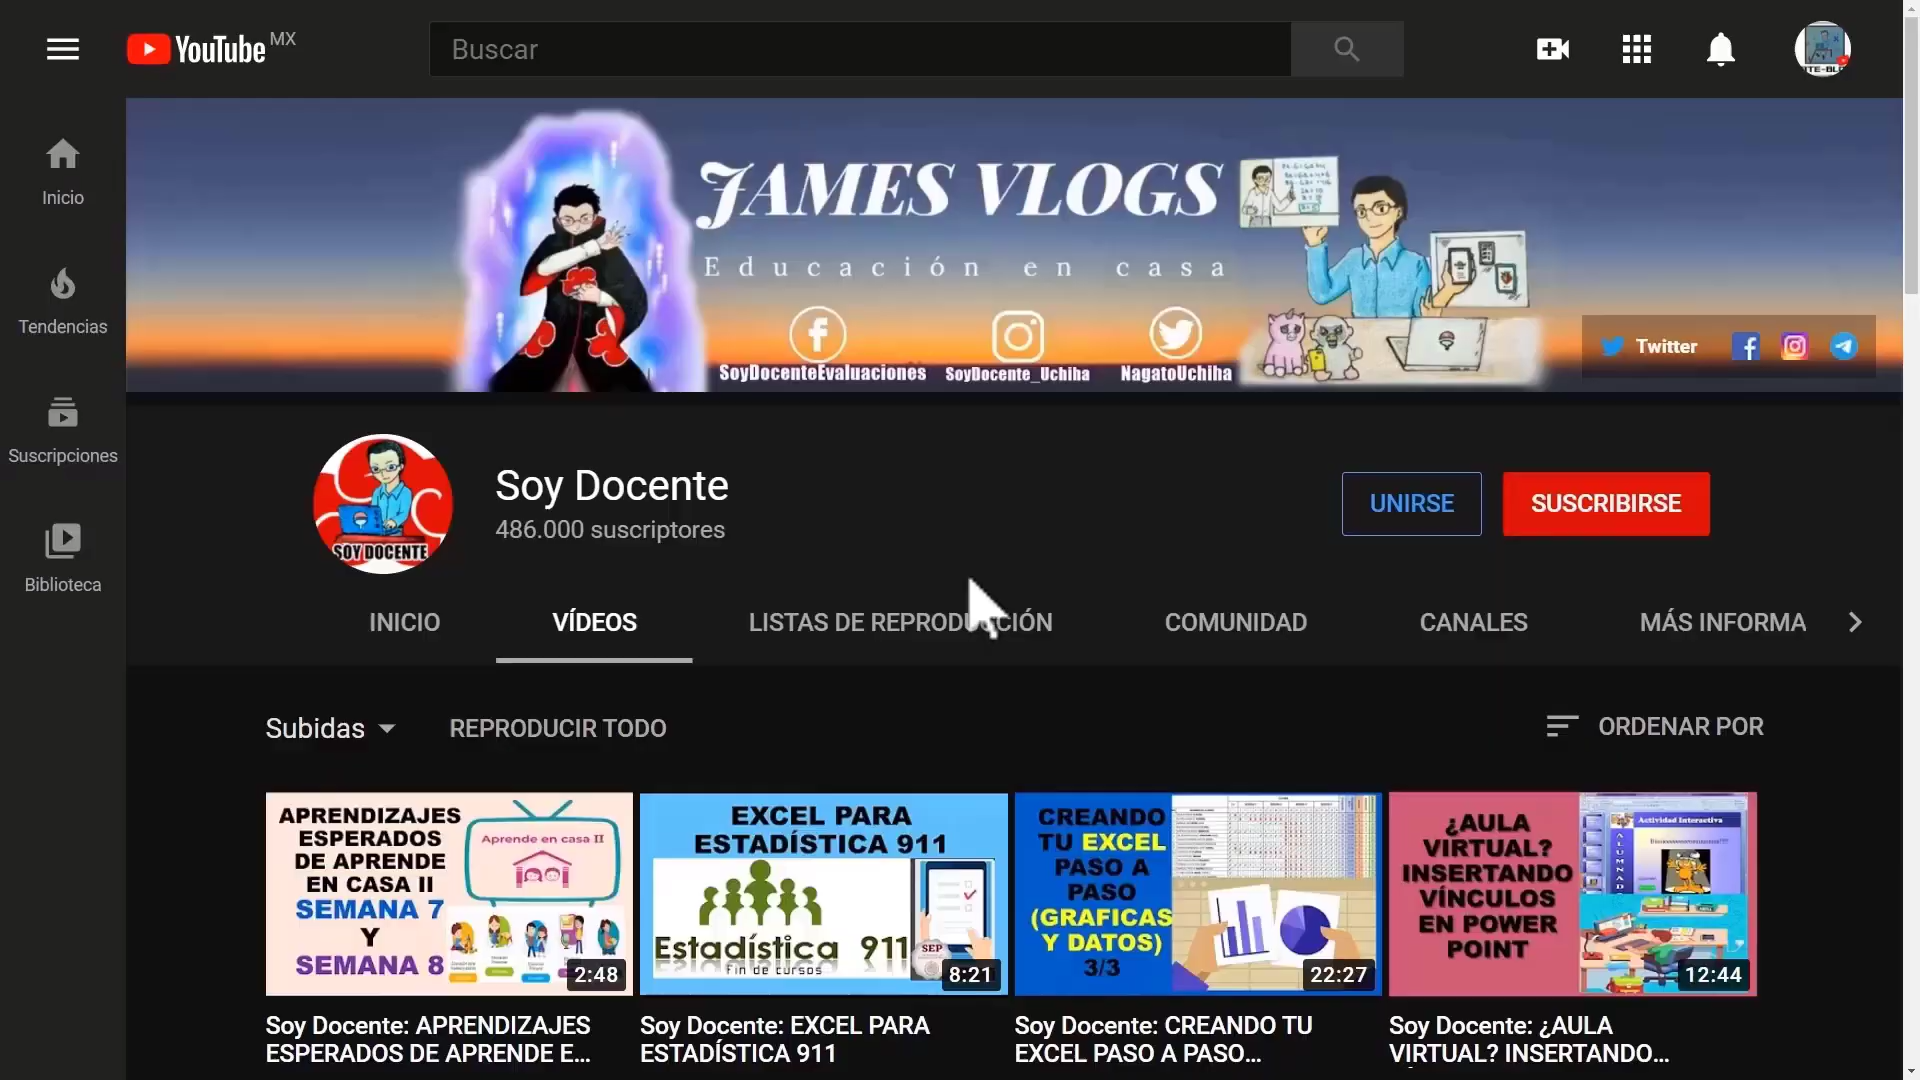 YouTube MX
Buscar
Inicio
Tendencias
Suscripciones
Biblioteca
JAMES VLOGS
Educación en casa
SoyDocenteEvaluaciones
SoyDocente_Uchiha
NagatoUchiha
Twitter
SOY DOCENTE
Soy Docente
486.000 suscriptores
UNIRSE
SUSCRIBIRSE
INICIO
VÍDEOS
LISTAS DE REPRODUCCIÓN
COMUNIDAD
CANALES
MÁS INFORMA
Subidas
REPRODUCIR TODO
ORDENAR POR
APRENDIZAJES
ESPERADOS
DE APRENDE
EN CASA II
SEMANA 7
Y
SEMANA 8
Aprende en casa II
2:48
EXCEL PARA
ESTADÍSTICA 911
Estadística 911
Fin de cursos
SEP
8:21
CREANDO
TU EXCEL
PASO A
PASO
(GRAFICAS
Y DATOS)
3/3
22:27
¿AULA
VIRTUAL?
INSERTANDO
VÍNCULOS
EN POWER
POINT
Actividad Interactiva
ALUMNAD
12:44
Soy Docente: APRENDIZAJES
ESPERADOS DE APRENDE E...
Soy Docente: EXCEL PARA
ESTADÍSTICA 911
Soy Docente: CREANDO TU
EXCEL PASO A PASO...
Soy Docente: ¿AULA
VIRTUAL? INSERTANDO...